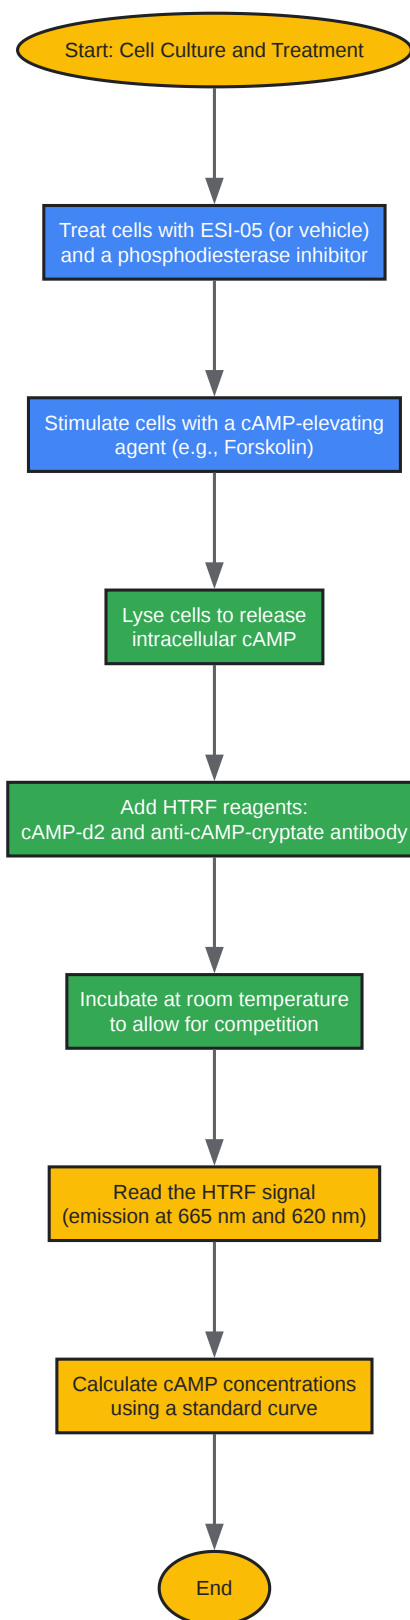 Start: Cell Culture and Treatment
Treat cells with ESI-05 (or vehicle)
and a phosphodiesterase inhibitor
Stimulate cells with a cAMP-elevating
agent (e.g., Forskolin)
Lyse cells to release
intracellular cAMP
Add HTRF reagents:
cAMP-d2 and anti-cAMP-cryptate antibody
Incubate at room temperature
to allow for competition
Read the HTRF signal
(emission at 665 nm and 620 nm)
Calculate cAMP concentrations
using a standard curve
End